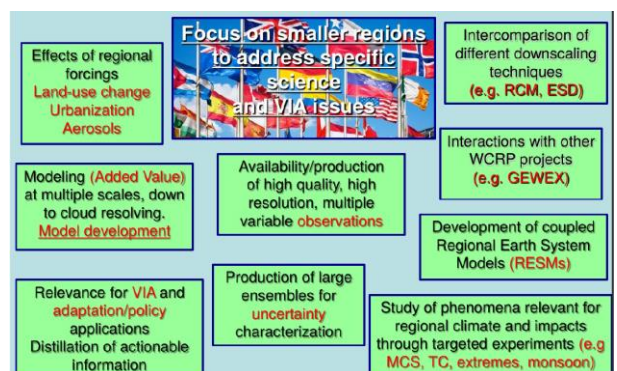 Focus on smaller regions
to address specific
science
and VIA issues
Effects of regional
forcings
Land-use change
Urbanization
Aerosols
Intercomparison of
different downscaling
techniques
(e.g. RCM, ESD)
Modeling (Added Value)
at multiple scales, down
to cloud resolving.
Model development
Availability/production
of high quality, high
resolution, multiple
variable observations
Interactions with other
WCRP projects
(e.g. GEWEX)
Development of coupled
Regional Earth System
Models (RESMs)
Relevance for VIA and
adaptation/policy
applications
Distillation of actionable
information
Production of large
ensembles for
uncertainty
characterization
Study of phenomena relevant for
regional climate and impacts
through targeted experiments (e.g
MCS, TC, extremes, monsoon)